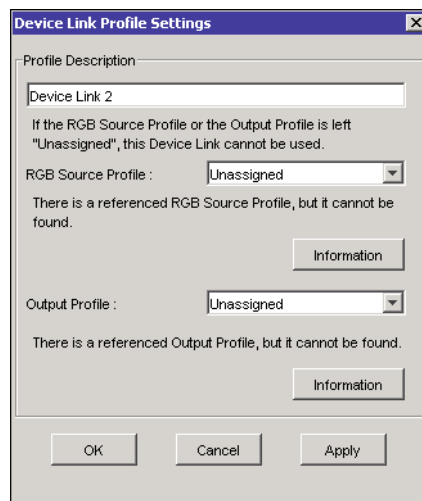 Device Link Profile Settings
Profile Description
Device Link 2
If the RGB Source Profile or the Output Profile is left
"Unassigned", this Device Link cannot be used.
RGB Source Profile : Unassigned
There is a referenced RGB Source Profile, but it cannot be
found.
Information
Output Profile : Unassigned
There is a referenced Output Profile, but it cannot be found.
Information
OK Cancel Apply